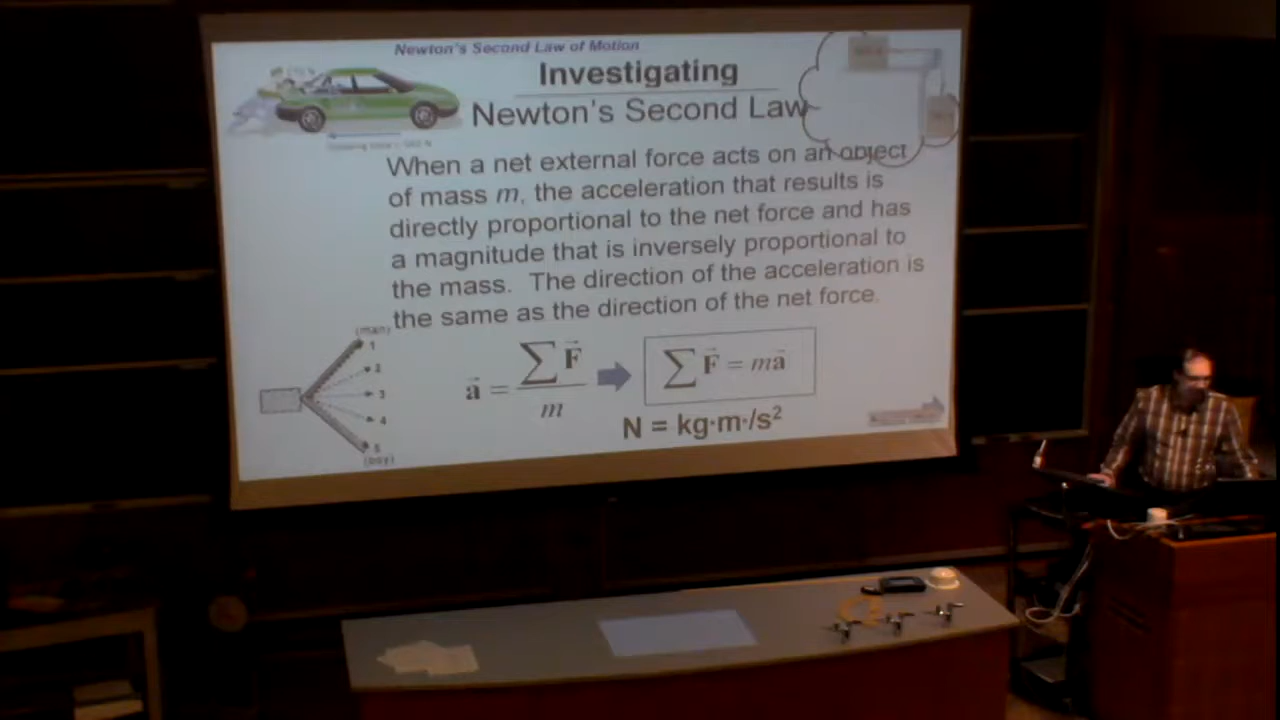 Newton's Second Law of Motion
Investigating
Newton's Second Law
When a net external force acts on an object
of mass m, the acceleration that results is
directly proportional to the net force and has
a magnitude that is inversely proportional to
the mass. The direction of the acceleration is
the same as the direction of the net force.
(man)
1
2
3
4
5
(boy)
a⃗ = ∑F⃗ / m
∑F⃗ = ma⃗
N = kg·m·/s²